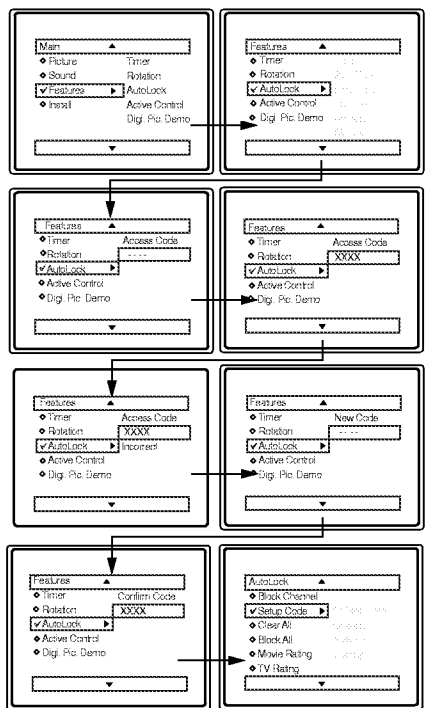 Main
Picture Timer
Sound Rotation
Features AutoLock
Install Active Control
Digi. Pic. Demo
Features
Timer
Rotation
AutoLock
Active Control
Digi. Pic. Demo
Features
Timer Access Code
Rotation - - - -
AutoLock
Active Control
Digi. Pic. Demo
Features
Timer Access Code
Rotation XXXX
AutoLock
Active Control
Digi. Pic. Demo
Features
Timer Access Code
Rotation XXXX
AutoLock Incorrect
Active Control
Digi. Pic. Demo
Features
Timer New Code
Rotation - - - -
AutoLock
Active Control
Digi. Pic. Demo
Features
Timer Confirm Code
Rotation XXXX
AutoLock
Active Control
Digi. Pic. Demo
AutoLock
Block Channel
Setup Code
Clear All
Block All
Movie Rating
TV Rating